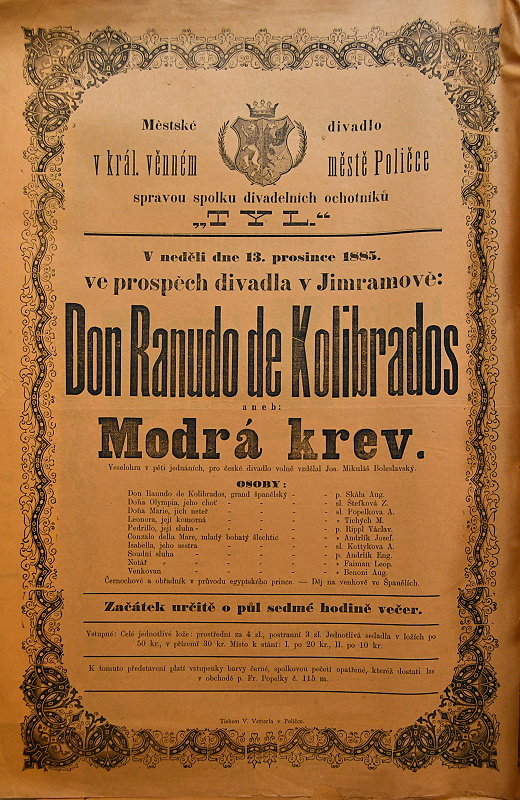 Městské divadlo
v král. věnném městě Poličce
spravou spolku divadelních ochotníků
„TYL.“
V neděli dne 13. prosince 1885.
ve prospěch divadla v Jimramově:
Don Ranudo de Kolibrados
aneb:
Modrá krev.
Veselohra v pěti jednáních, pro české divadlo volně vzdělal Jos. Mikuláš Boleslavský.
OSOBY:
Don Ranudo de Kolibrados, grand španělský - - p. Skála Aug.
Doňa Olympia, jeho choť - - - - sl. Štefková Z.
Doňa Marie, jich neteř - - - - sl. Popelkova A.
Leonora, její komorná - - - - „ Tichých M.
Pedrillo, její sluha - - - - - p. Rippl Václav.
Gonzalo della Mare, mladý bohatý šlechtic - - „ Andrlík Josef.
Isabella, jeho sestra - - - - sl. Kottykova A.
Soudní sluha - - - - - p. Andrlík Eng.
Notář „ - - - - - „ Faiman Leop.
Venkovan - - - - - „ Benoni Aug.
Černochové a obřadník v průvodu egyptského prince. — Děj na venkově ve Španělích.
Začátek určitě o půl sedmé hodině večer.
Vstupné: Celé jednotlivé lože: prostřední za 4 zl., postranní 3 zl. Jednotlivá sedadla v ložích po
50 kr., v přízemí 30 kr. Místo k stání: I. po 20 kr., II. po 10 kr.
K tomuto představení platí vstupenky barvy černé, spolkovou pečetí opatřené, kteréž dostati lze
v obchodě p. Fr. Popelky č. 115 m.
Tiskem V. Vetterla v Poličce.